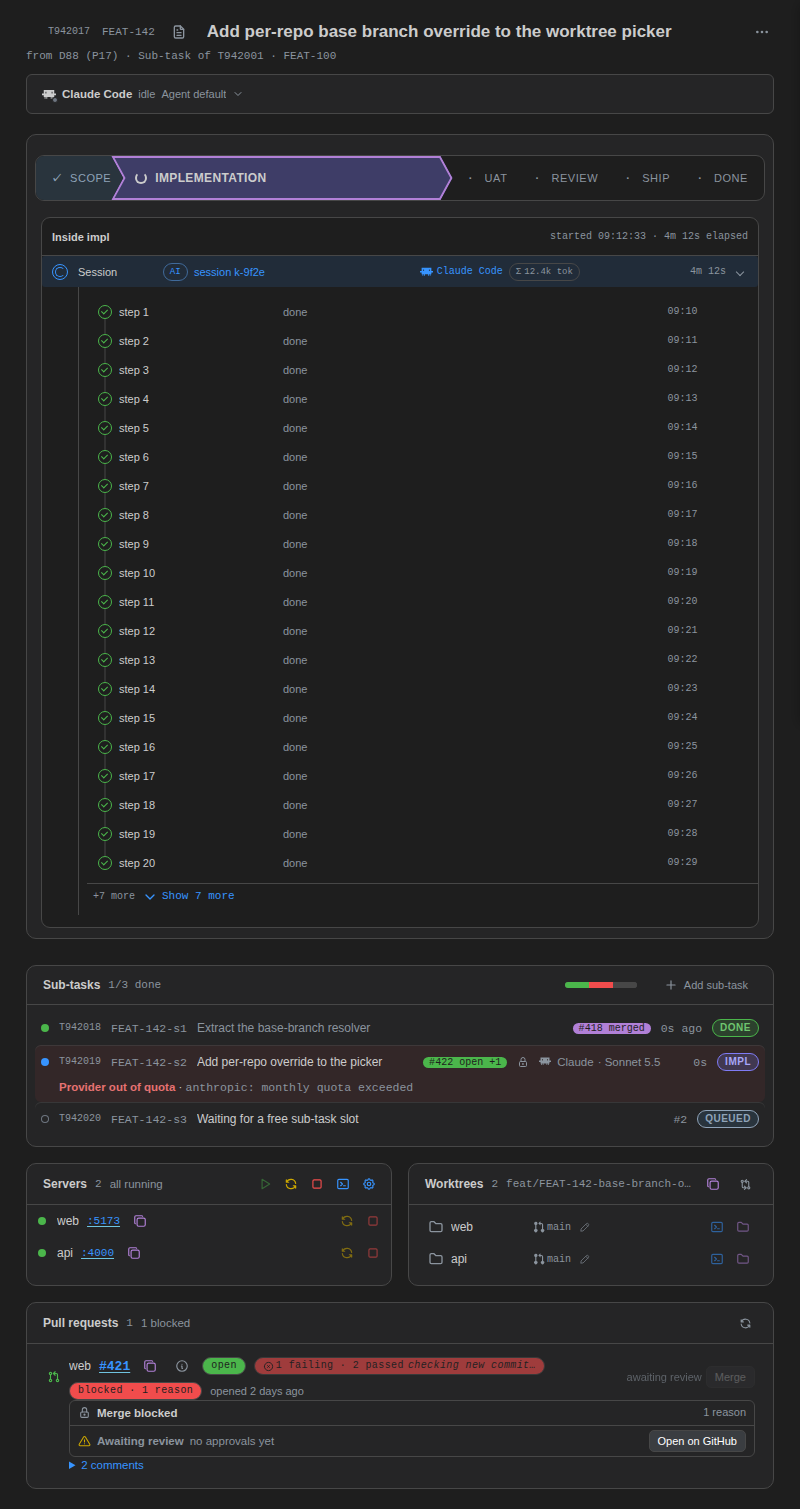 T942017 FEAT-142 Add per-repo base branch override to the worktree picker
from D88 (P17) · Sub-task of T942001 · FEAT-100
Claude Code idle Agent default
SCOPE IMPLEMENTATION · UAT · REVIEW · SHIP · DONE
Inside impl started 09:12:33 · 4m 12s elapsed
Session AI session k-9f2e Claude Code Σ 12.4k tok 4m 12s
step 1 done 09:10
step 2 done 09:11
step 3 done 09:12
step 4 done 09:13
step 5 done 09:14
step 6 done 09:15
step 7 done 09:16
step 8 done 09:17
step 9 done 09:18
step 10 done 09:19
step 11 done 09:20
step 12 done 09:21
step 13 done 09:22
step 14 done 09:23
step 15 done 09:24
step 16 done 09:25
step 17 done 09:26
step 18 done 09:27
step 19 done 09:28
step 20 done 09:29
+7 more Show 7 more
Sub-tasks 1/3 done Add sub-task
T942018 FEAT-142-s1 Extract the base-branch resolver #418 merged 0s ago DONE
T942019 FEAT-142-s2 Add per-repo override to the picker #422 open +1 Claude · Sonnet 5.5 0s IMPL
Provider out of quota · anthropic: monthly quota exceeded
T942020 FEAT-142-s3 Waiting for a free sub-task slot #2 QUEUED
Servers 2 all running
web :5173
api :4000
Worktrees 2 feat/FEAT-142-base-branch-o…
web main
api main
Pull requests 1 1 blocked
web #421 open 1 failing · 2 passed checking new commit…
blocked · 1 reason opened 2 days ago
awaiting review Merge
Merge blocked 1 reason
Awaiting review no approvals yet Open on GitHub
2 comments